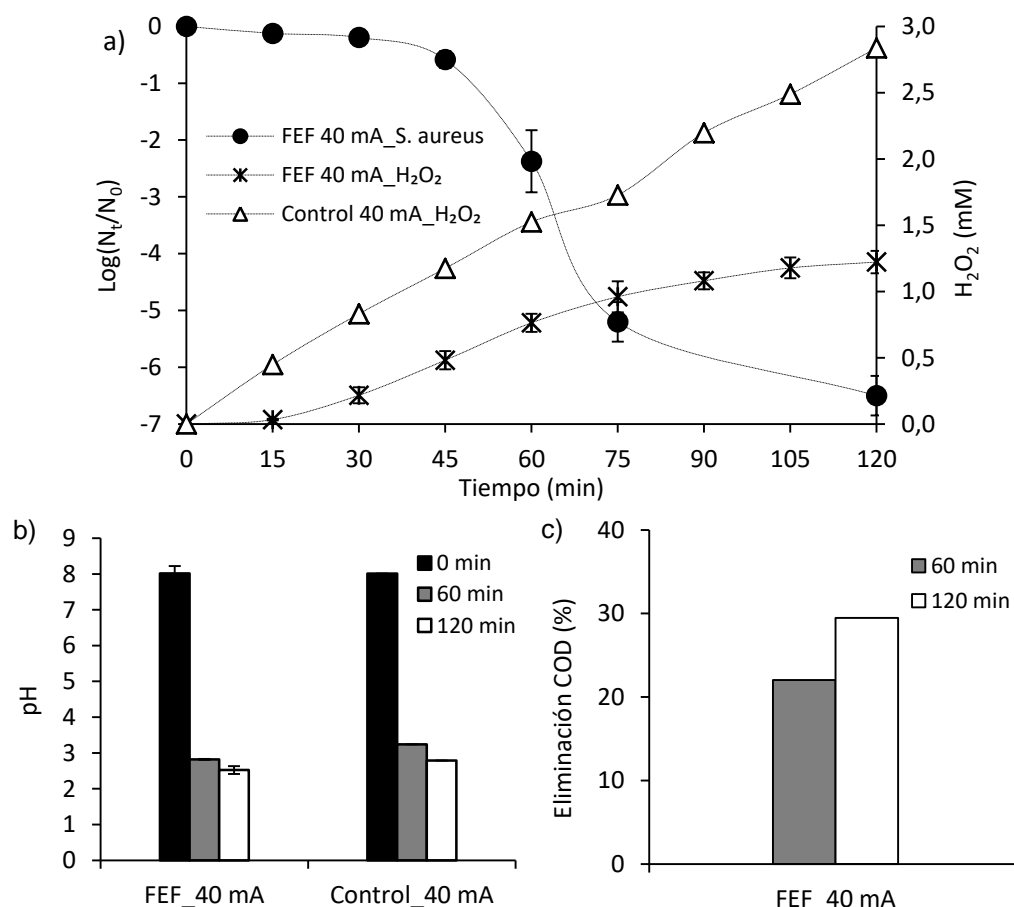 a)
0
-1
-2
-3
-4
-5
-6
-7
Log(Nₜ/N₀)
FEF 40 mA_S. aureus
FEF 40 mA_H₂O₂
Control 40 mA_H₂O₂
3,0
2,5
2,0
1,5
1,0
0,5
0,0
H₂O₂ (mM)
0 15 30 45 60 75 90 105 120
Tiempo (min)
b)
9
8
7
6
5
4
3
2
1
0
pH
0 min
60 min
120 min
FEF_40 mA Control_40 mA
c)
40
30
20
10
0
Eliminación COD (%)
60 min
120 min
FEF_40 mA